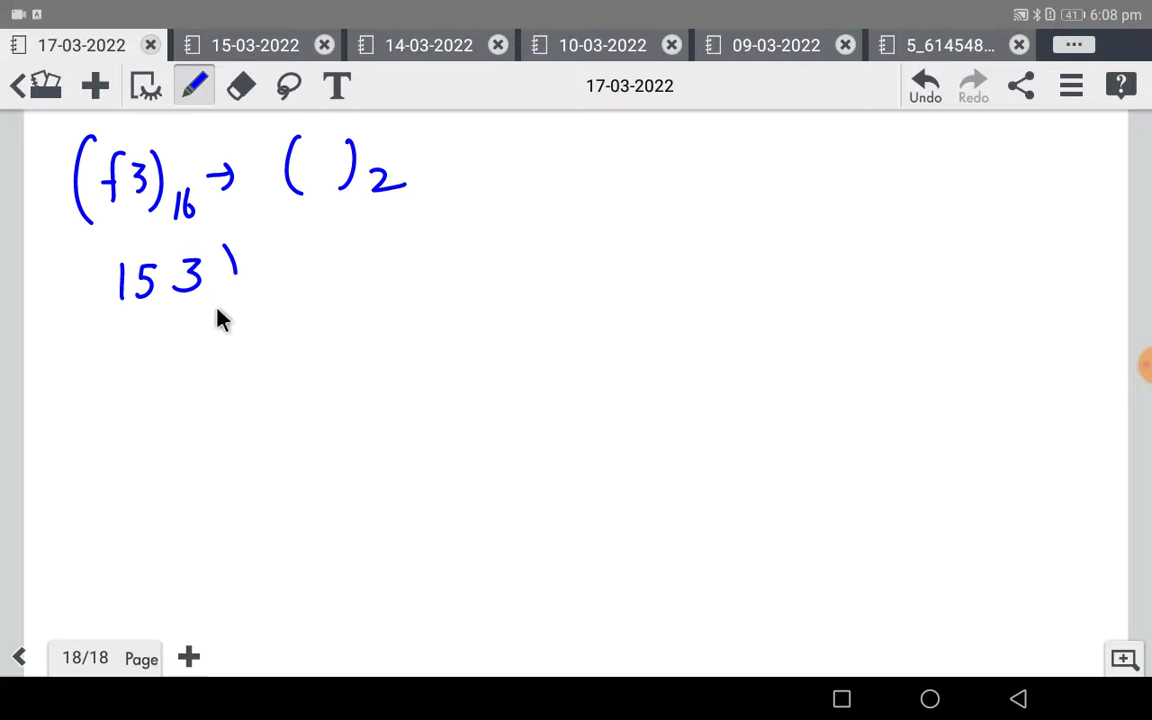 41 6:08 pm
17-03-2022 15-03-2022 14-03-2022 10-03-2022 09-03-2022 5_614548... ...
T 17-03-2022 Undo Redo ?
(f3)16 → ( )2
15 3 \
18/18 Page